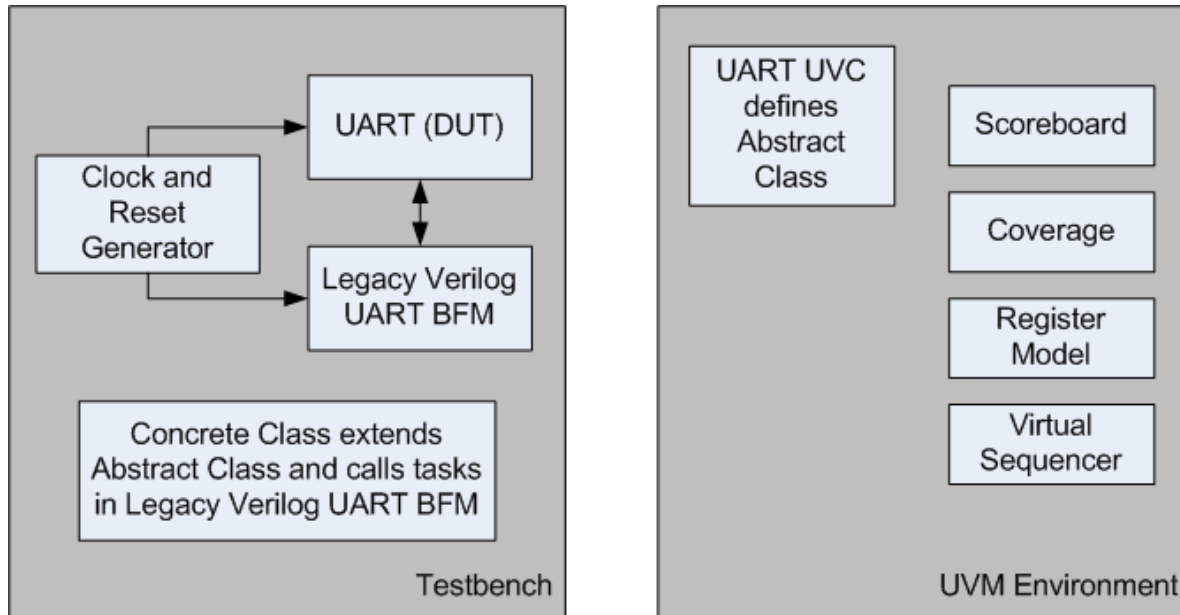 UART (DUT)
Clock and
Reset
Generator
Legacy Verilog
UART BFM
Concrete Class extends
Abstract Class and calls tasks
in Legacy Verilog UART BFM
Testbench
UART UVC
defines
Abstract
Class
Scoreboard
Coverage
Register
Model
Virtual
Sequencer
UVM Environment